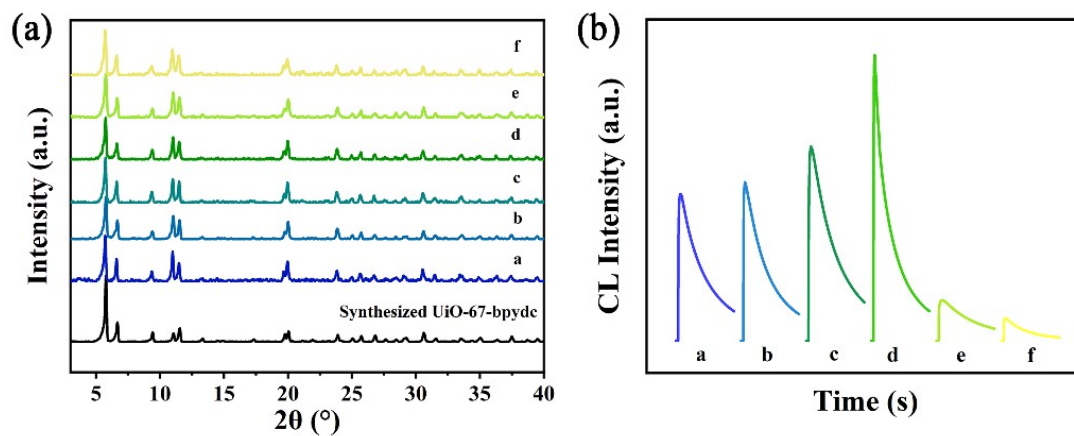 (a)
f
e
d
c
b
a
Synthesized UiO-67-bpydc
Intensity (a.u.)
5 10 15 20 25 30 35 40
2θ (°)
(b)
CL Intensity (a.u.)
a b c d e f
Time (s)